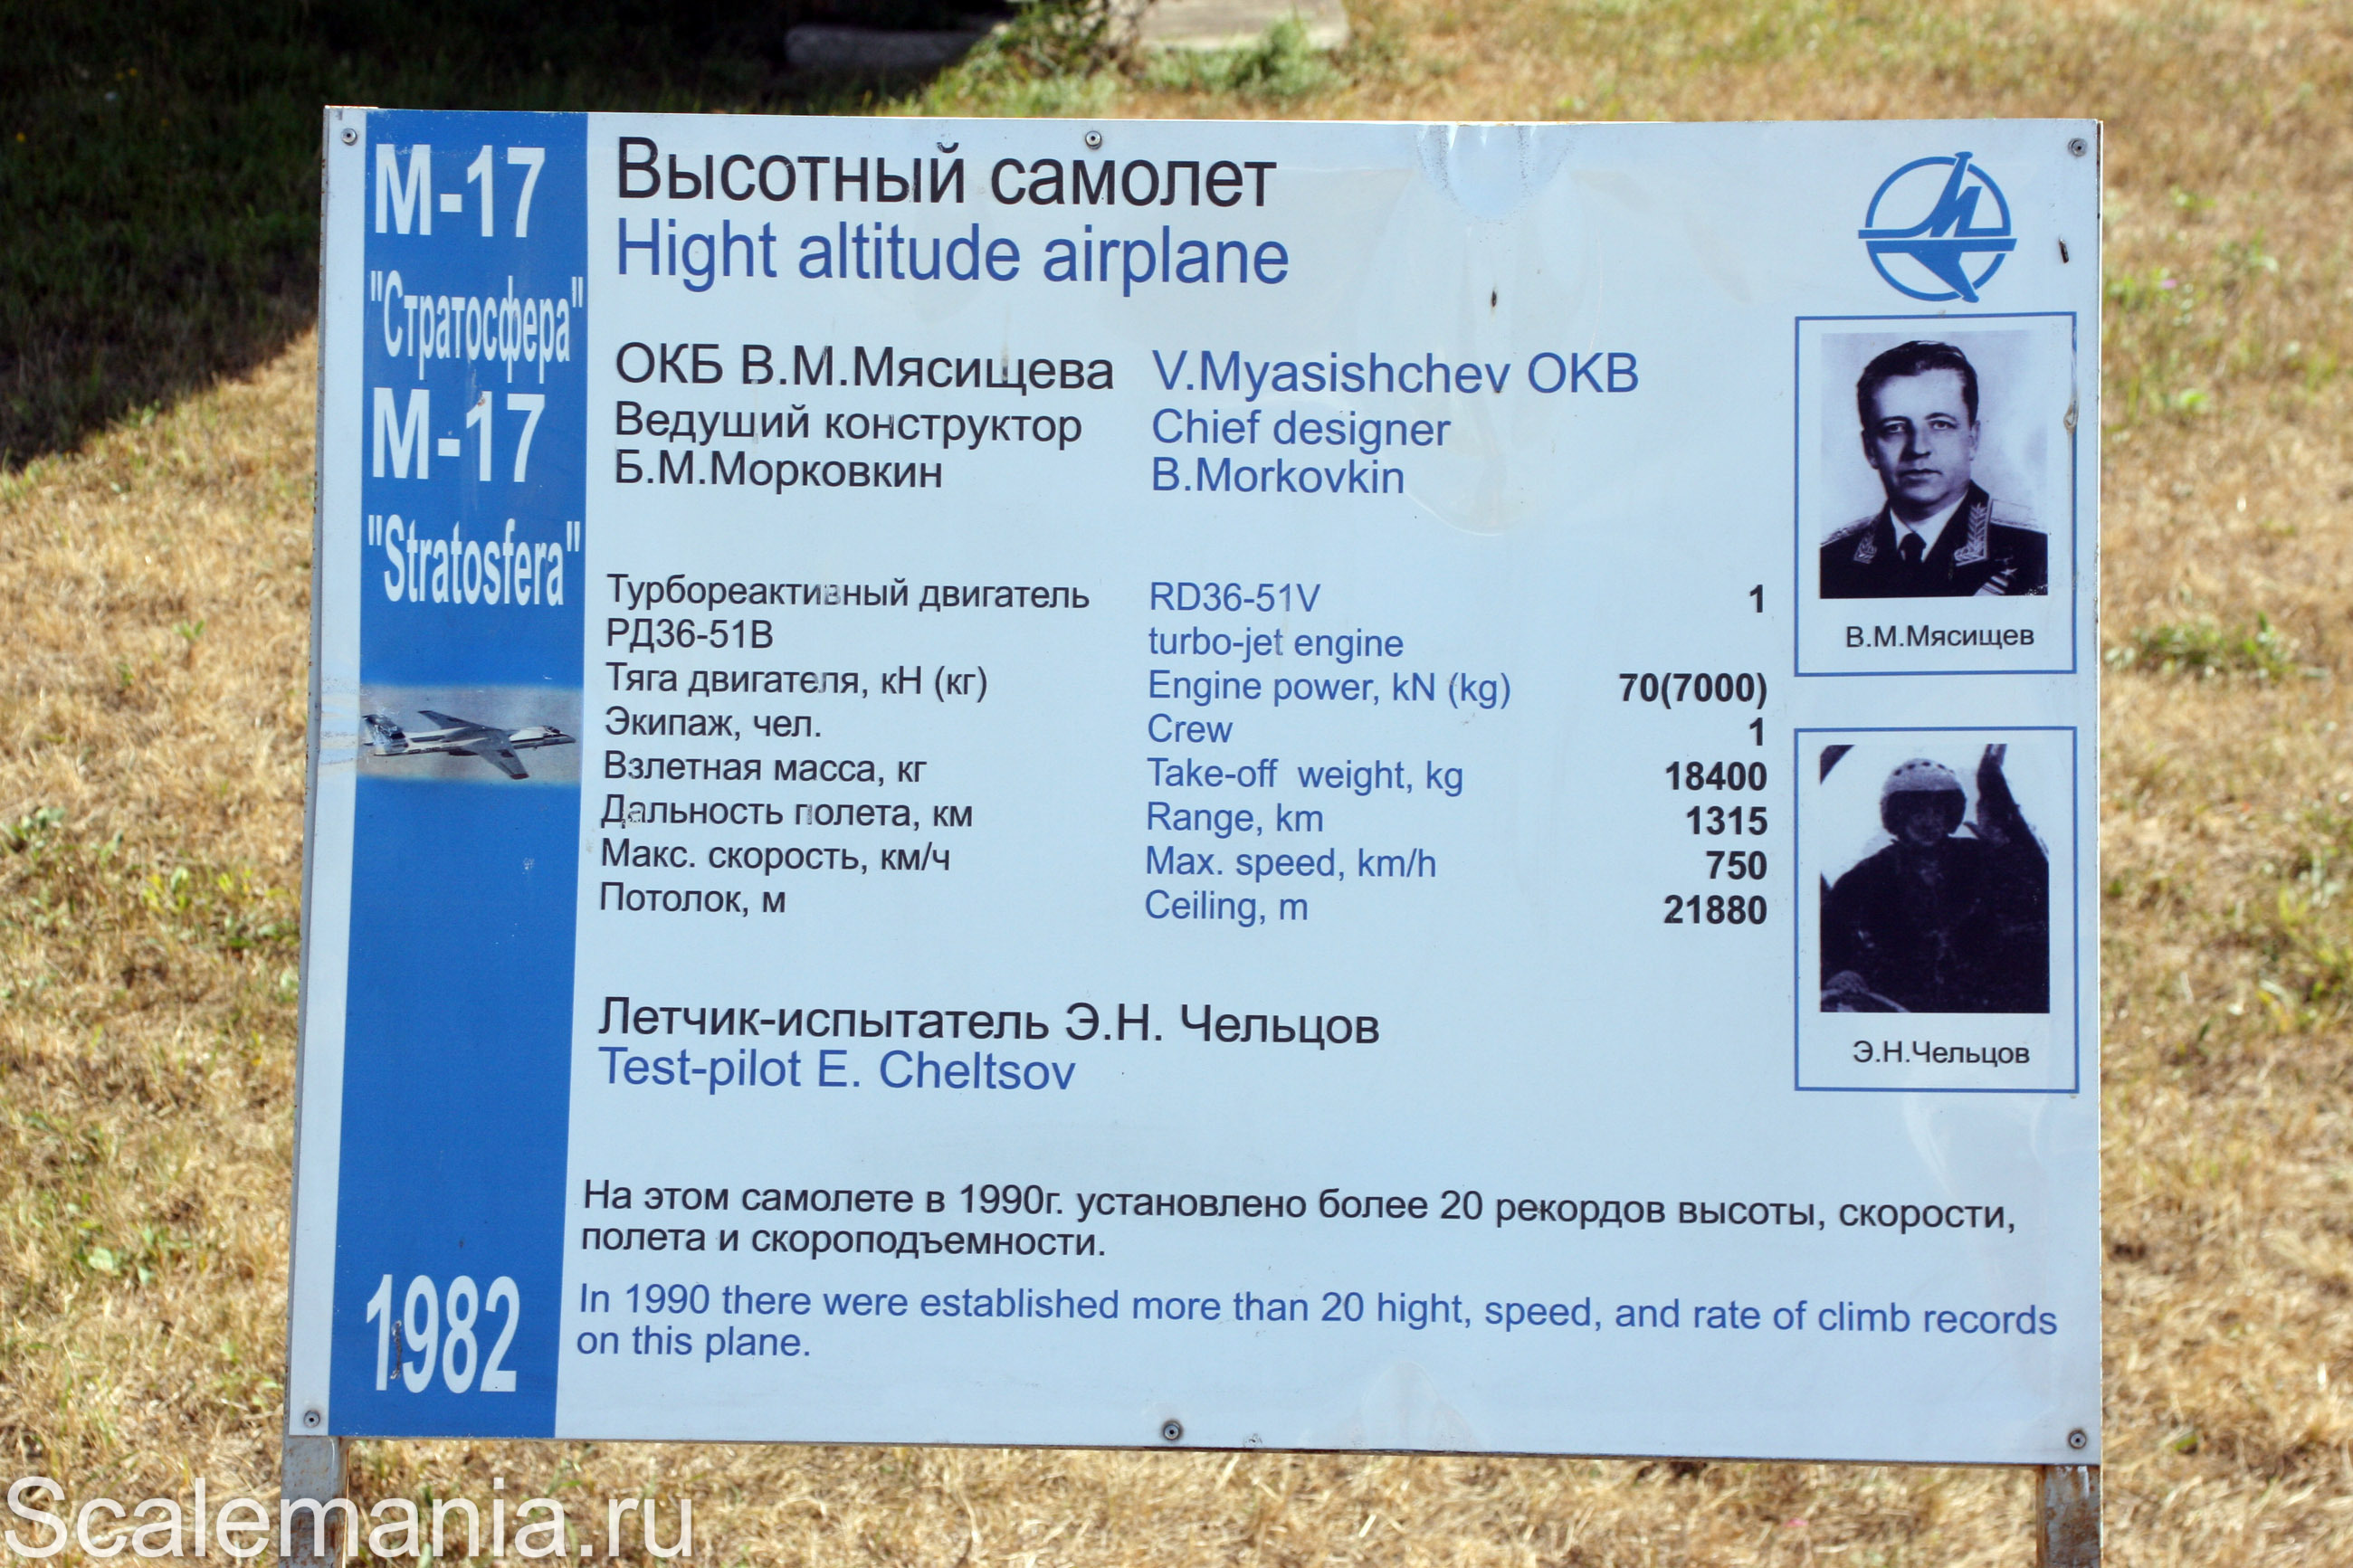 М-17
"Стратосфера"
М-17
"Stratosfera"
1982
Высотный самолет
Hight altitude airplane
ОКБ В.М.Мясищева V.Myasishchev OKB
Ведуший конструктор Chief designer
Б.М.Морковкин B.Morkovkin
Турбореактивный двигатель RD36-51V 1
РД36-51В turbo-jet engine
Тяга двигателя, кН (кг) Engine power, kN (kg) 70(7000)
Экипаж, чел. Crew 1
Взлетная масса, кг Take-off weight, kg 18400
Дальность полета, км Range, km 1315
Макс. скорость, км/ч Max. speed, km/h 750
Потолок, м Ceiling, m 21880
Летчик-испытатель Э.Н. Чельцов
Test-pilot E. Cheltsov
На этом самолете в 1990г. установлено более 20 рекордов высоты, скорости,
полета и скороподъемности.
In 1990 there were established more than 20 hight, speed, and rate of climb records
on this plane.
В.М.Мясищев
Э.Н.Чельцов
Scalemania.ru